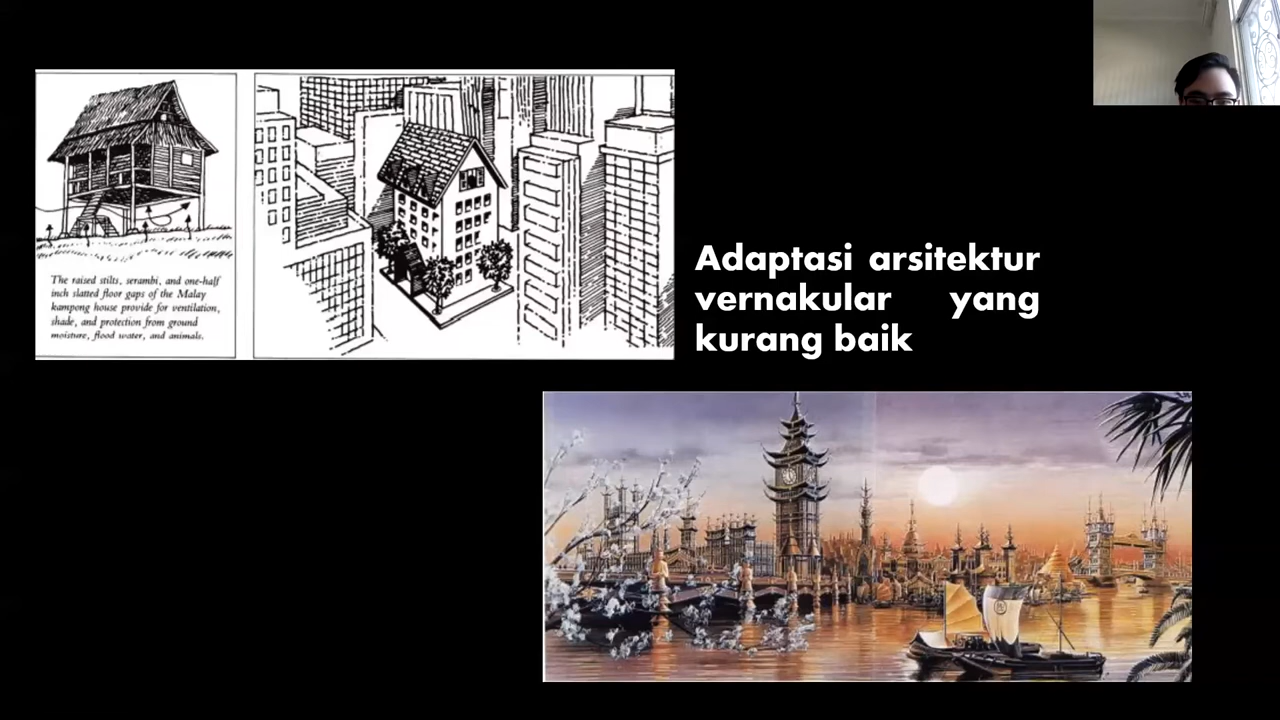 The raised stilts, serambi, and one-half
inch slatted floor gaps of the Malay
kampong house provide for ventilation,
shade, and protection from ground
moisture, flood water, and animals.
Adaptasi arsitektur
vernakular yang
kurang baik